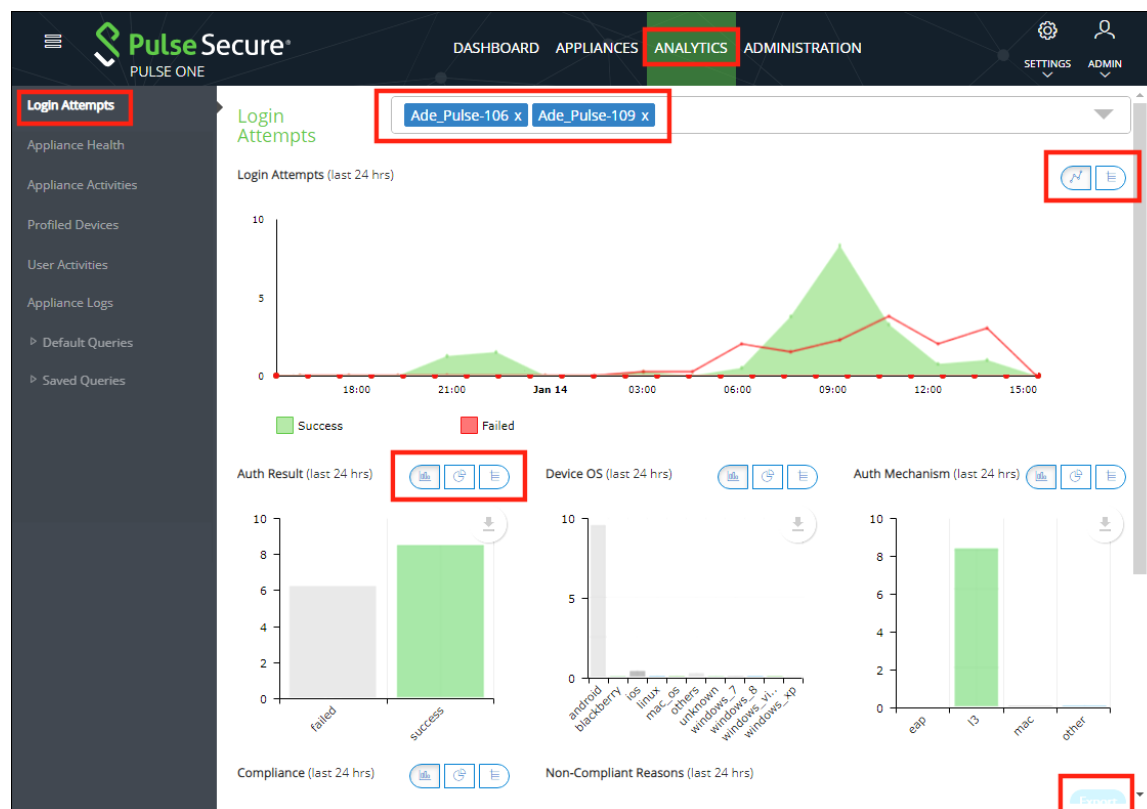 Pulse Secure®
PULSE ONE
DASHBOARD APPLIANCES ANALYTICS ADMINISTRATION
SETTINGS ADMIN
Login Attempts
Appliance Health
Appliance Activities
Profiled Devices
User Activities
Appliance Logs
Default Queries
Saved Queries
Login
Attempts
Ade_Pulse-106 x Ade_Pulse-109 x
Login Attempts (last 24 hrs)
10
5
0
18:00 21:00 Jan 14 03:00 06:00 09:00 12:00 15:00
Success Failed
Auth Result (last 24 hrs)
10
8
6
4
2
0
failed success
Device OS (last 24 hrs)
10
5
0
android blackberry ios linux mac_os others unknown windows_7 windows_8 windows_vi.. windows_xp
Auth Mechanism (last 24 hrs)
10
8
6
4
2
0
eap l3 mac other
Compliance (last 24 hrs)
Non-Compliant Reasons (last 24 hrs)
Export